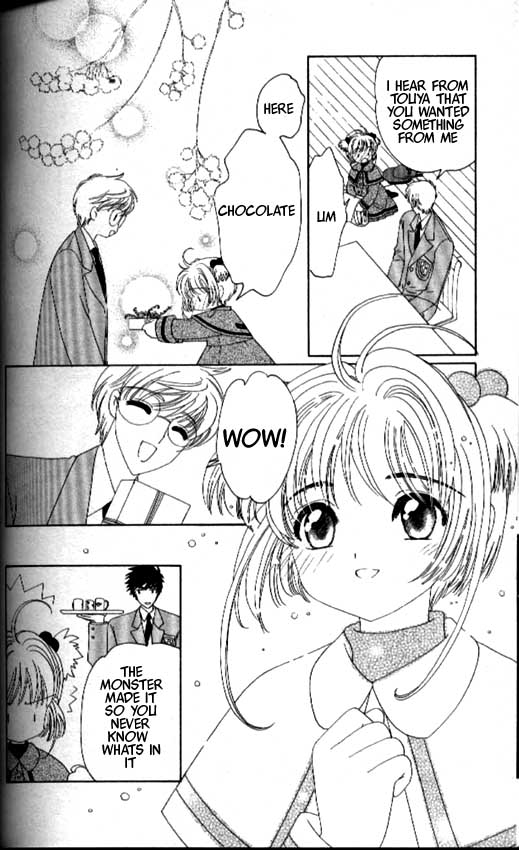 I HEAR FROM
TOUYA THAT
YOU WANTED
SOMETHING
FROM ME
UM
HERE
CHOCOLATE
WOW!
THE
MONSTER
MADE IT
SO YOU
NEVER
KNOW
WHATS IN
IT